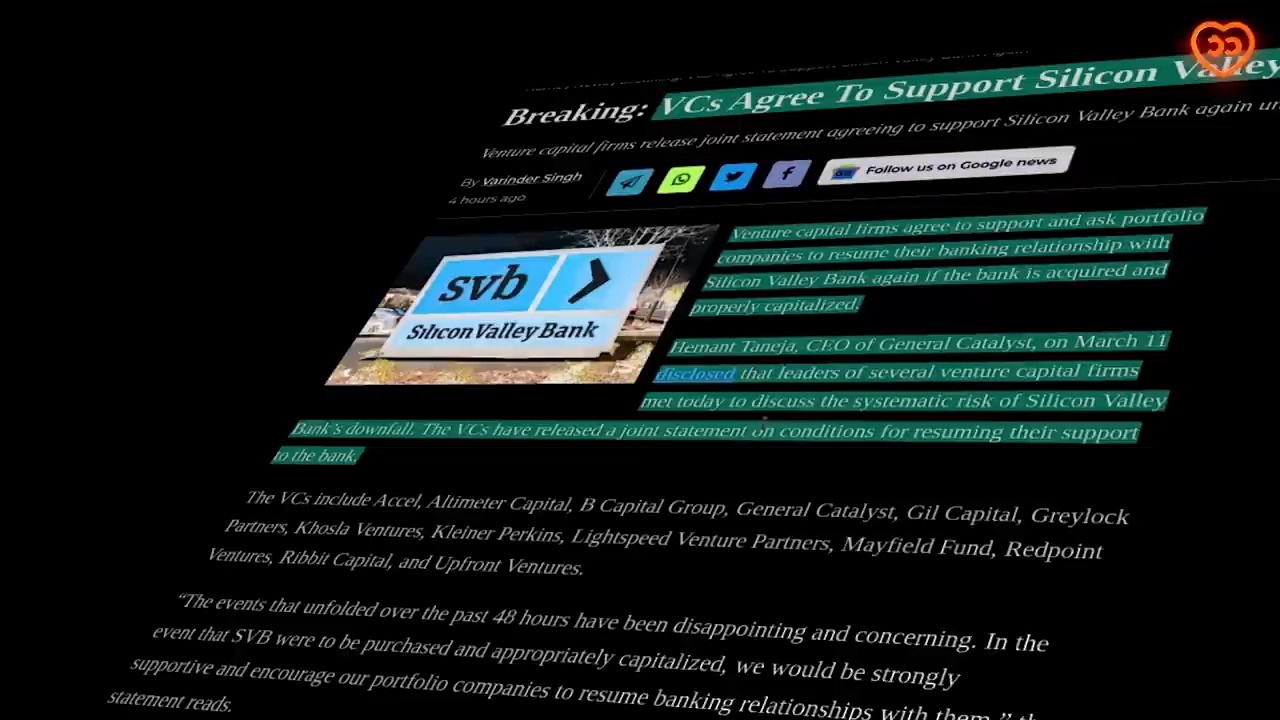 Breaking: VCs Agree To Support Silicon Valley
Venture capital firms release joint statement agreeing to support Silicon Valley Bank again
By Varinder Singh
4 hours ago
Follow us on Google news
svb
Silicon Valley Bank
Venture capital firms agree to support and ask portfolio
companies to resume their banking relationship with
Silicon Valley Bank again if the bank is acquired and
properly capitalized.
Hemant Taneja, CEO of General Catalyst, on March 11
disclosed that leaders of several venture capital firms
met today to discuss the systematic risk of Silicon Valley
Bank's downfall. The VCs have released a joint statement on conditions for resuming their support
to the bank.
The VCs include Accel, Altimeter Capital, B Capital Group, General Catalyst, Gil Capital, Greylock
Partners, Khosla Ventures, Kleiner Perkins, Lightspeed Venture Partners, Mayfield Fund, Redpoint
Ventures, Ribbit Capital, and Upfront Ventures.
“The events that unfolded over the past 48 hours have been disappointing and concerning. In the
event that SVB were to be purchased and appropriately capitalized, we would be strongly
supportive and encourage our portfolio companies to resume banking relationships with them,”
statement reads.